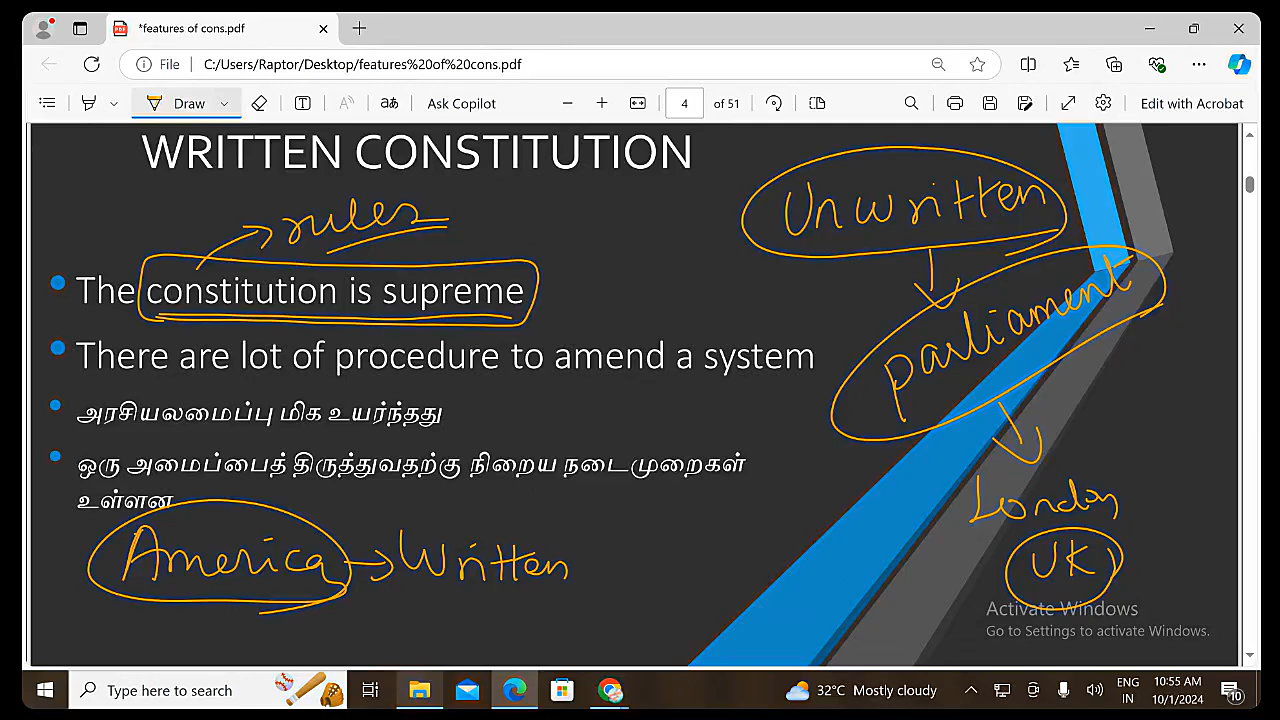 *features of cons.pdf
File C:/Users/Raptor/Desktop/features%20of%20cons.pdf
Draw
Ask Copilot
4 of 51
Edit with Acrobat
WRITTEN CONSTITUTION
rules
Unwritten
The constitution is supreme
parliament
There are lot of procedure to amend a system
அரசியலமைப்பு மிக உயர்ந்தது
ஒரு அமைப்பைத் திருத்துவதற்கு நிறைய நடைமுறைகள்
உள்ளன
London
America → Written
UK
Activate Windows
Go to Settings to activate Windows.
Type here to search
32°C Mostly cloudy
ENG
IN
10:55 AM
10/1/2024
10